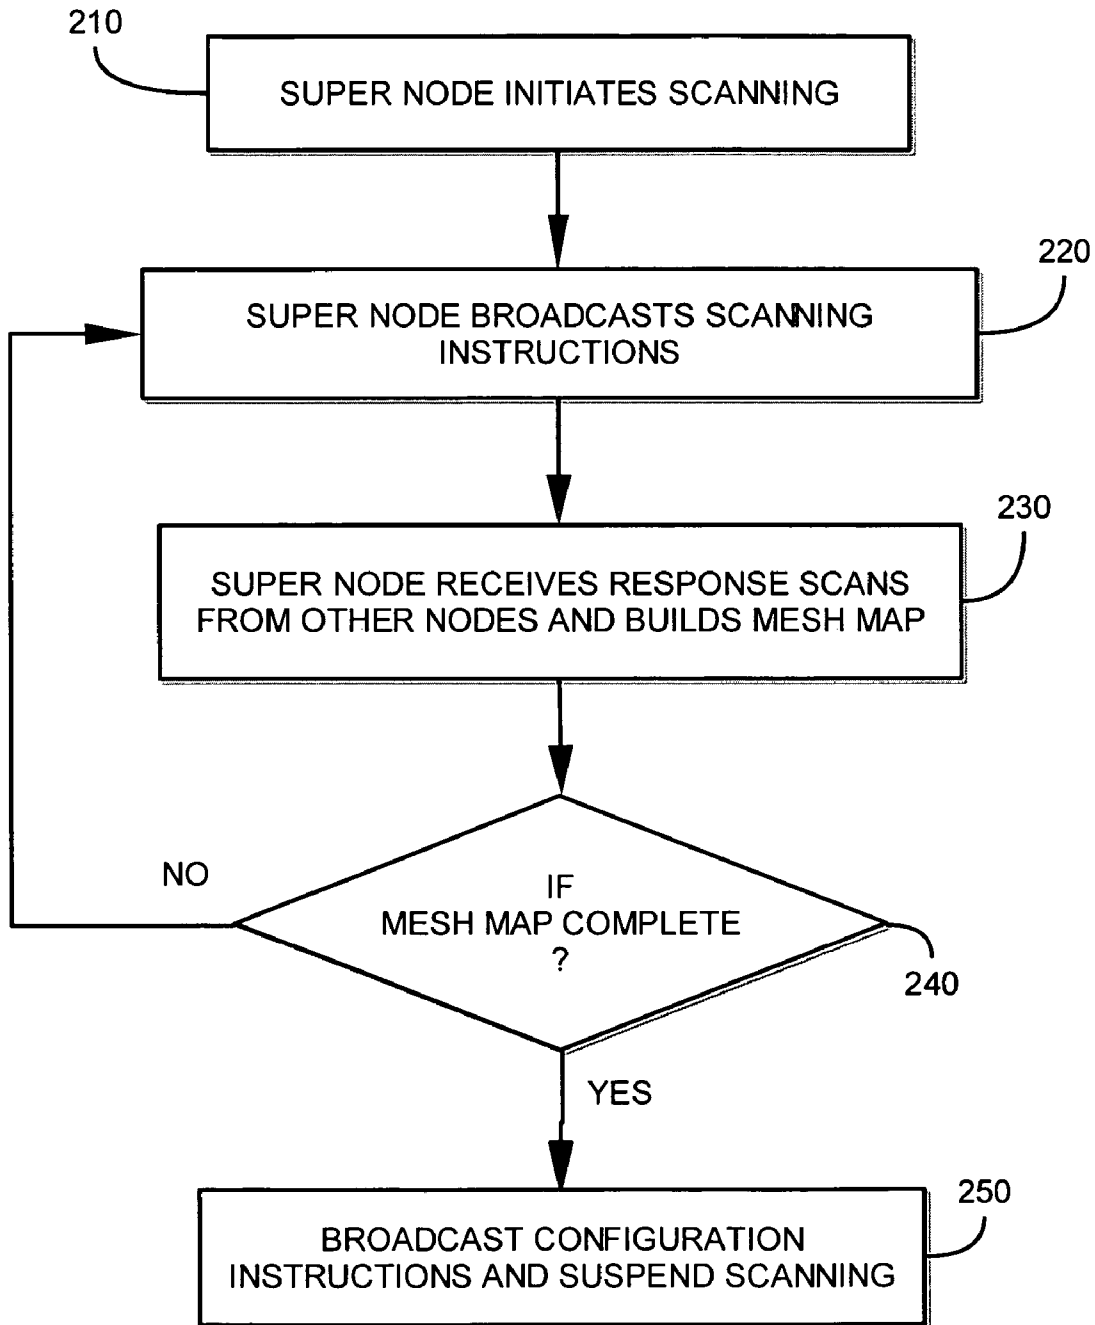 210
SUPER NODE INITIATES SCANNING
220
SUPER NODE BROADCASTS SCANNING
INSTRUCTIONS
230
SUPER NODE RECEIVES RESPONSE SCANS
FROM OTHER NODES AND BUILDS MESH MAP
NO
IF
MESH MAP COMPLETE
?
240
YES
250
BROADCAST CONFIGURATION
INSTRUCTIONS AND SUSPEND SCANNING